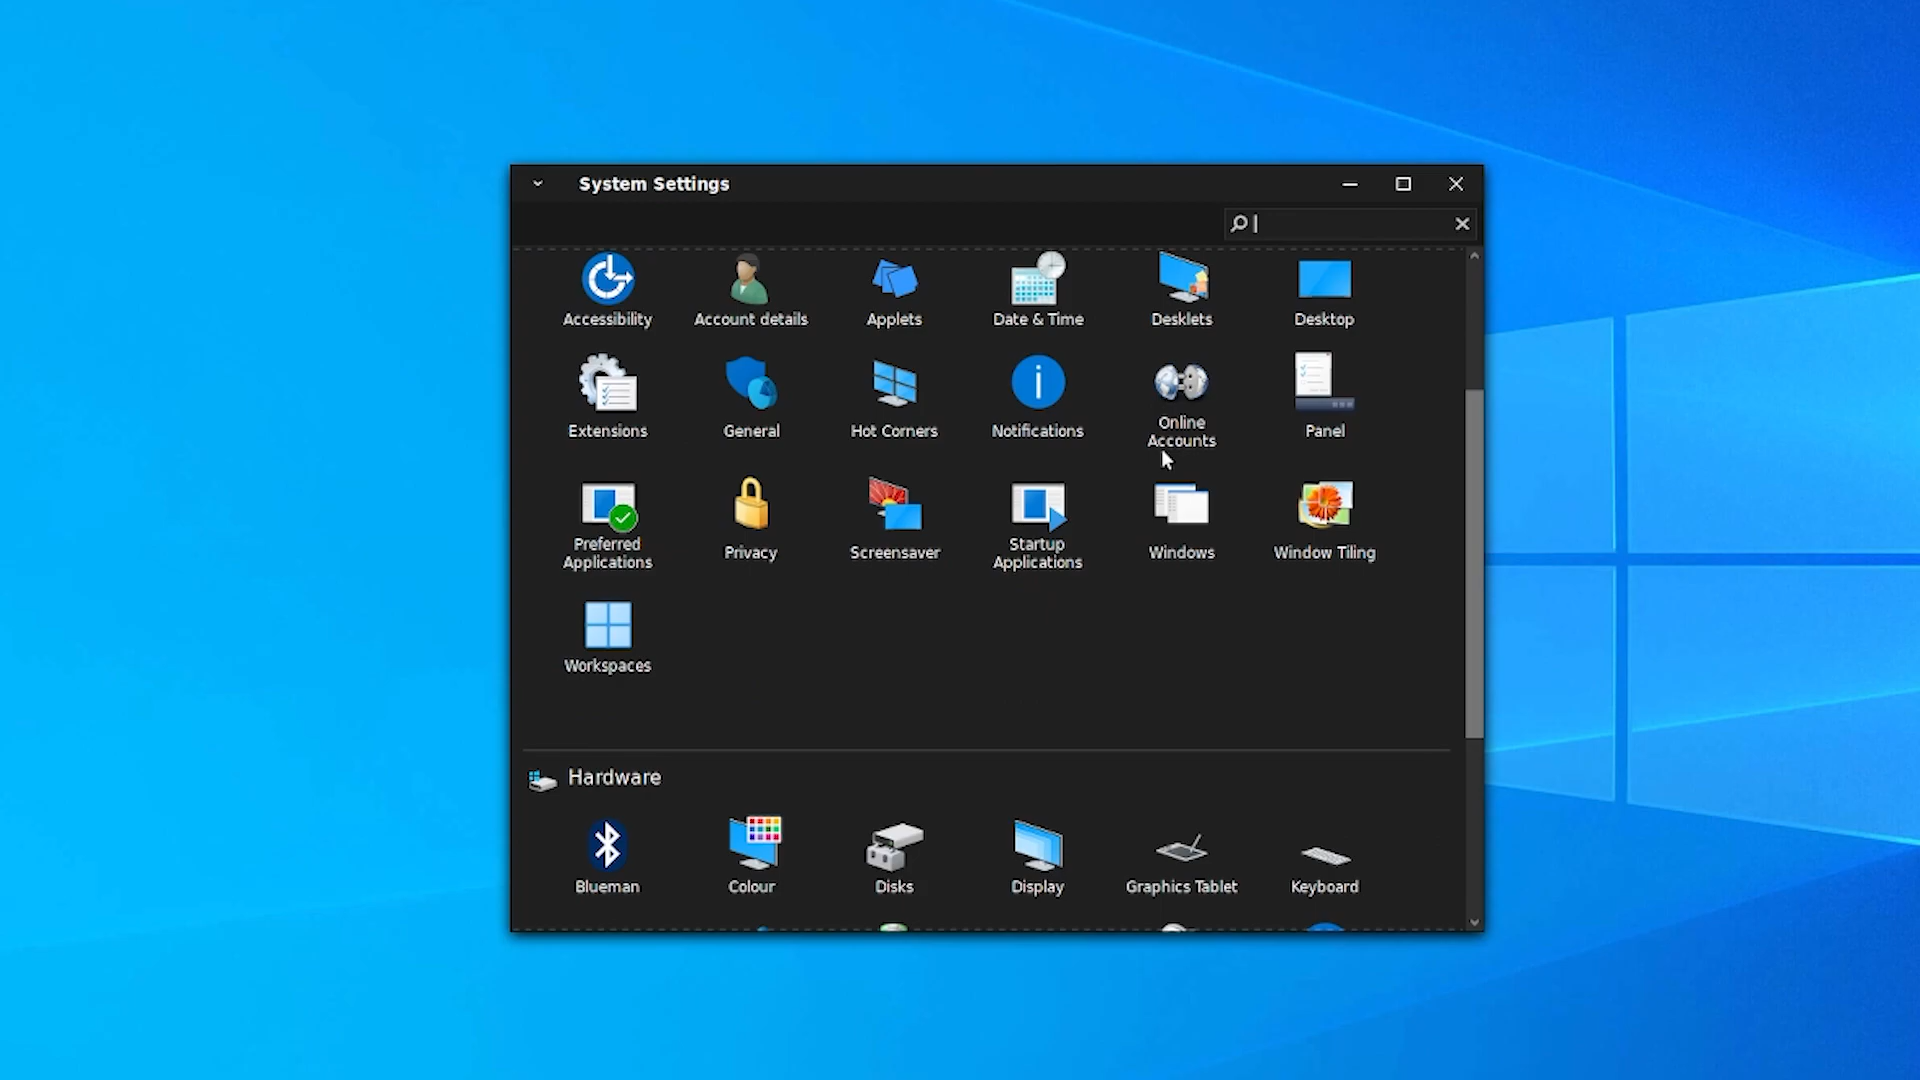 System Settings
Accessibility
Account details
Applets
Date & Time
Desklets
Desktop
Extensions
General
Hot Corners
Notifications
Online
Accounts
Panel
Preferred
Applications
Privacy
Screensaver
Startup
Applications
Windows
Window Tiling
Workspaces
Hardware
Blueman
Colour
Disks
Display
Graphics Tablet
Keyboard